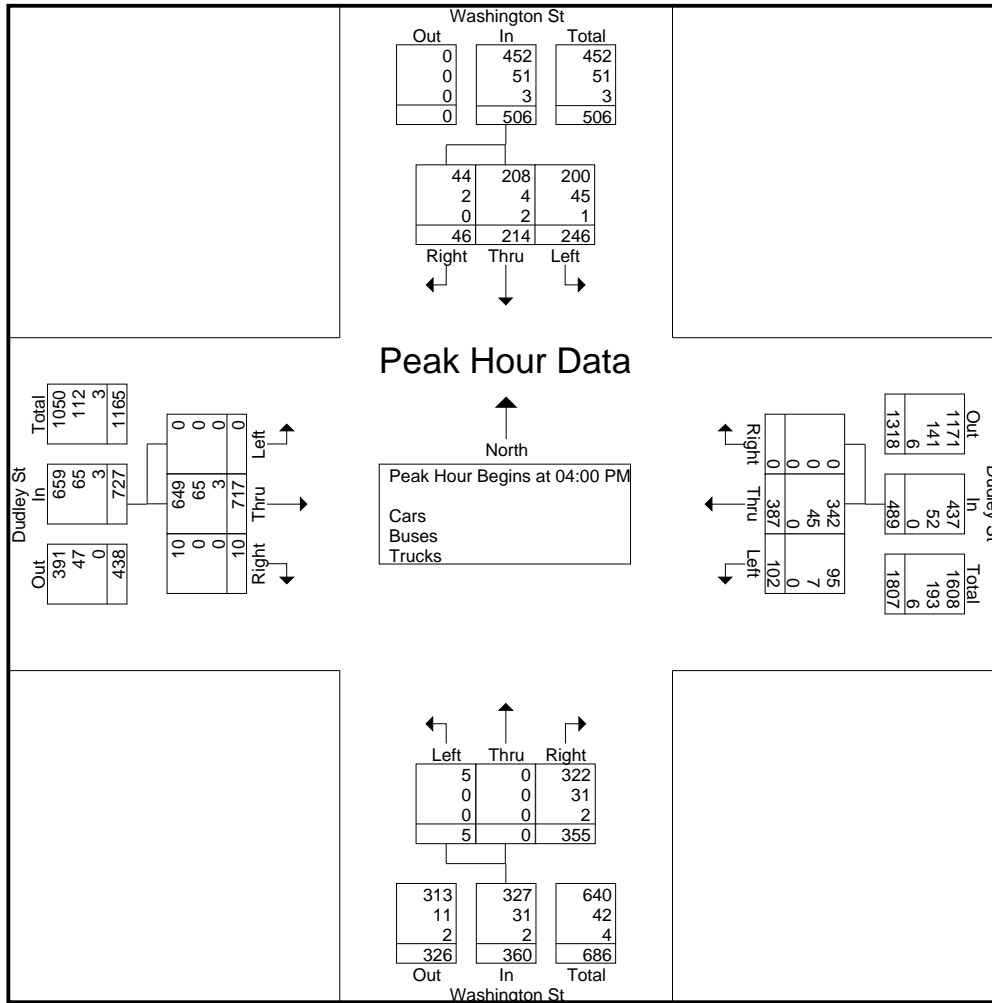 Washington St
Out In Total
0 452 452
0 51 51
0 3 3
0 506 506
44 208 200
2 4 45
0 2 1
46 214 246
Right Thru Left
Peak Hour Data
North
Peak Hour Begins at 04:00 PM
Cars
Buses
Trucks
Dudley St
Out In Total
391 659 1050
47 65 112
0 3 3
438 727 1165
Left Thru Right
0 649 10
0 65 0
0 3 0
0 717 10
Dudley St
Out In Total
1171 437 1608
141 52 193
6 0 6
1318 489 1807
Right Thru Left
0 342 95
0 45 7
0 0 0
0 387 102
Left Thru Right
5 0 322
0 0 31
0 0 2
5 0 355
313 327 640
11 31 42
2 2 4
326 360 686
Out In Total
Washington St